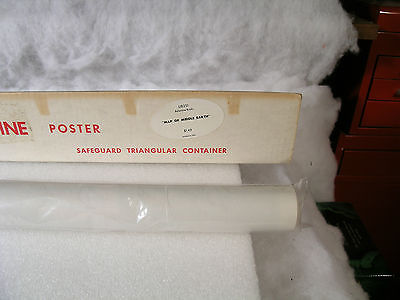 "MAP OF MIDDLE EARTH"
INE POSTER
SAFEGUARD TRIANGULAR CONTAINER